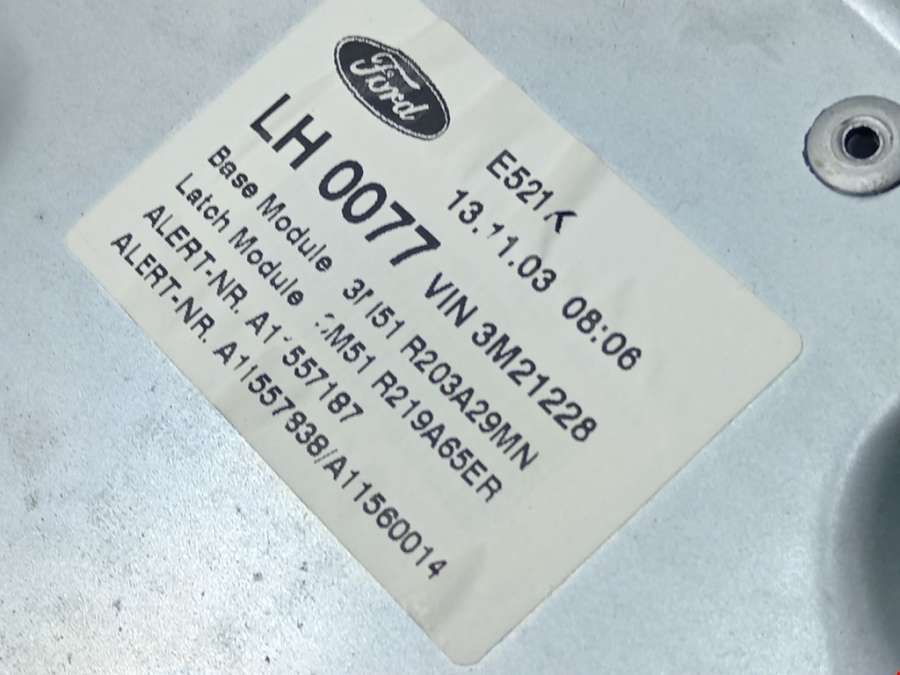 Ford
E521
13.11.03 08:06
LH 0077 VIN 3M21228
Base Module R203A29MN
Latch Module R219A65ER
ALERT-NR. A11557187
ALERT-NR. A11557838/A11560014